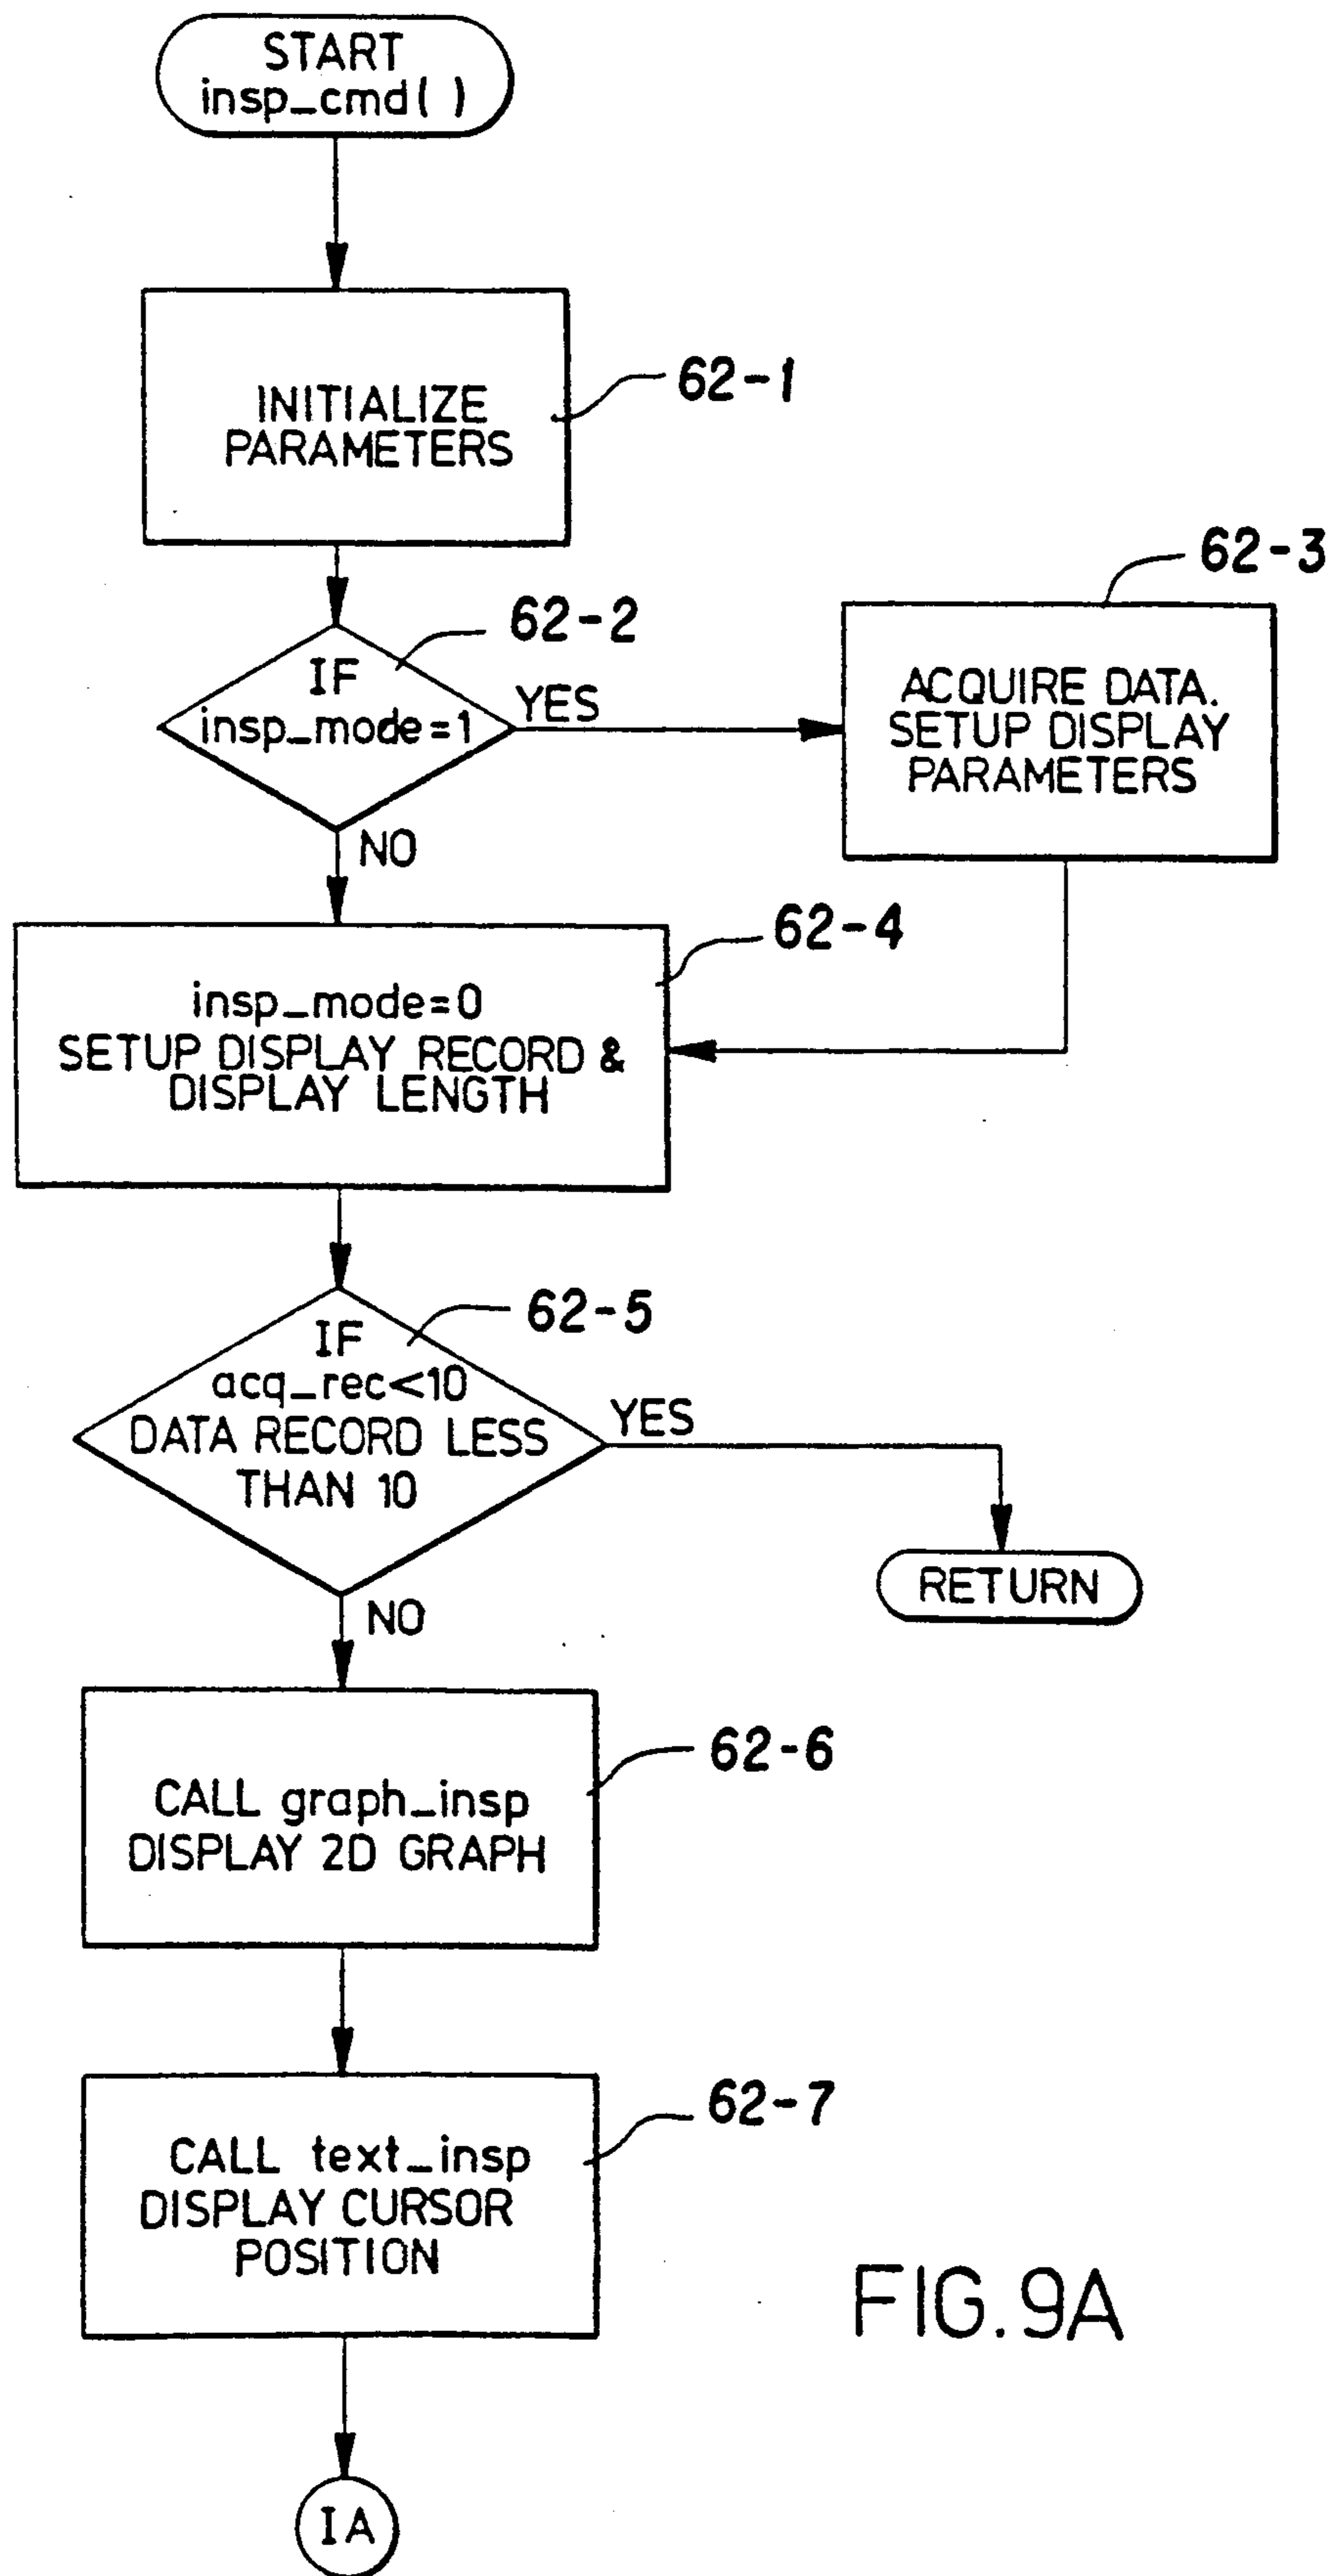 START
insp_cmd( )
INITIALIZE
PARAMETERS
62-1
62-2
IF
insp_mode=1
YES
NO
62-3
ACQUIRE DATA.
SETUP DISPLAY
PARAMETERS
62-4
insp_mode=0
SETUP DISPLAY RECORD &
DISPLAY LENGTH
62-5
IF
acq_rec<10
DATA RECORD LESS
THAN 10
YES
RETURN
NO
62-6
CALL graph_insp
DISPLAY 2D GRAPH
62-7
CALL text_insp
DISPLAY CURSOR
POSITION
IA
FIG.9A